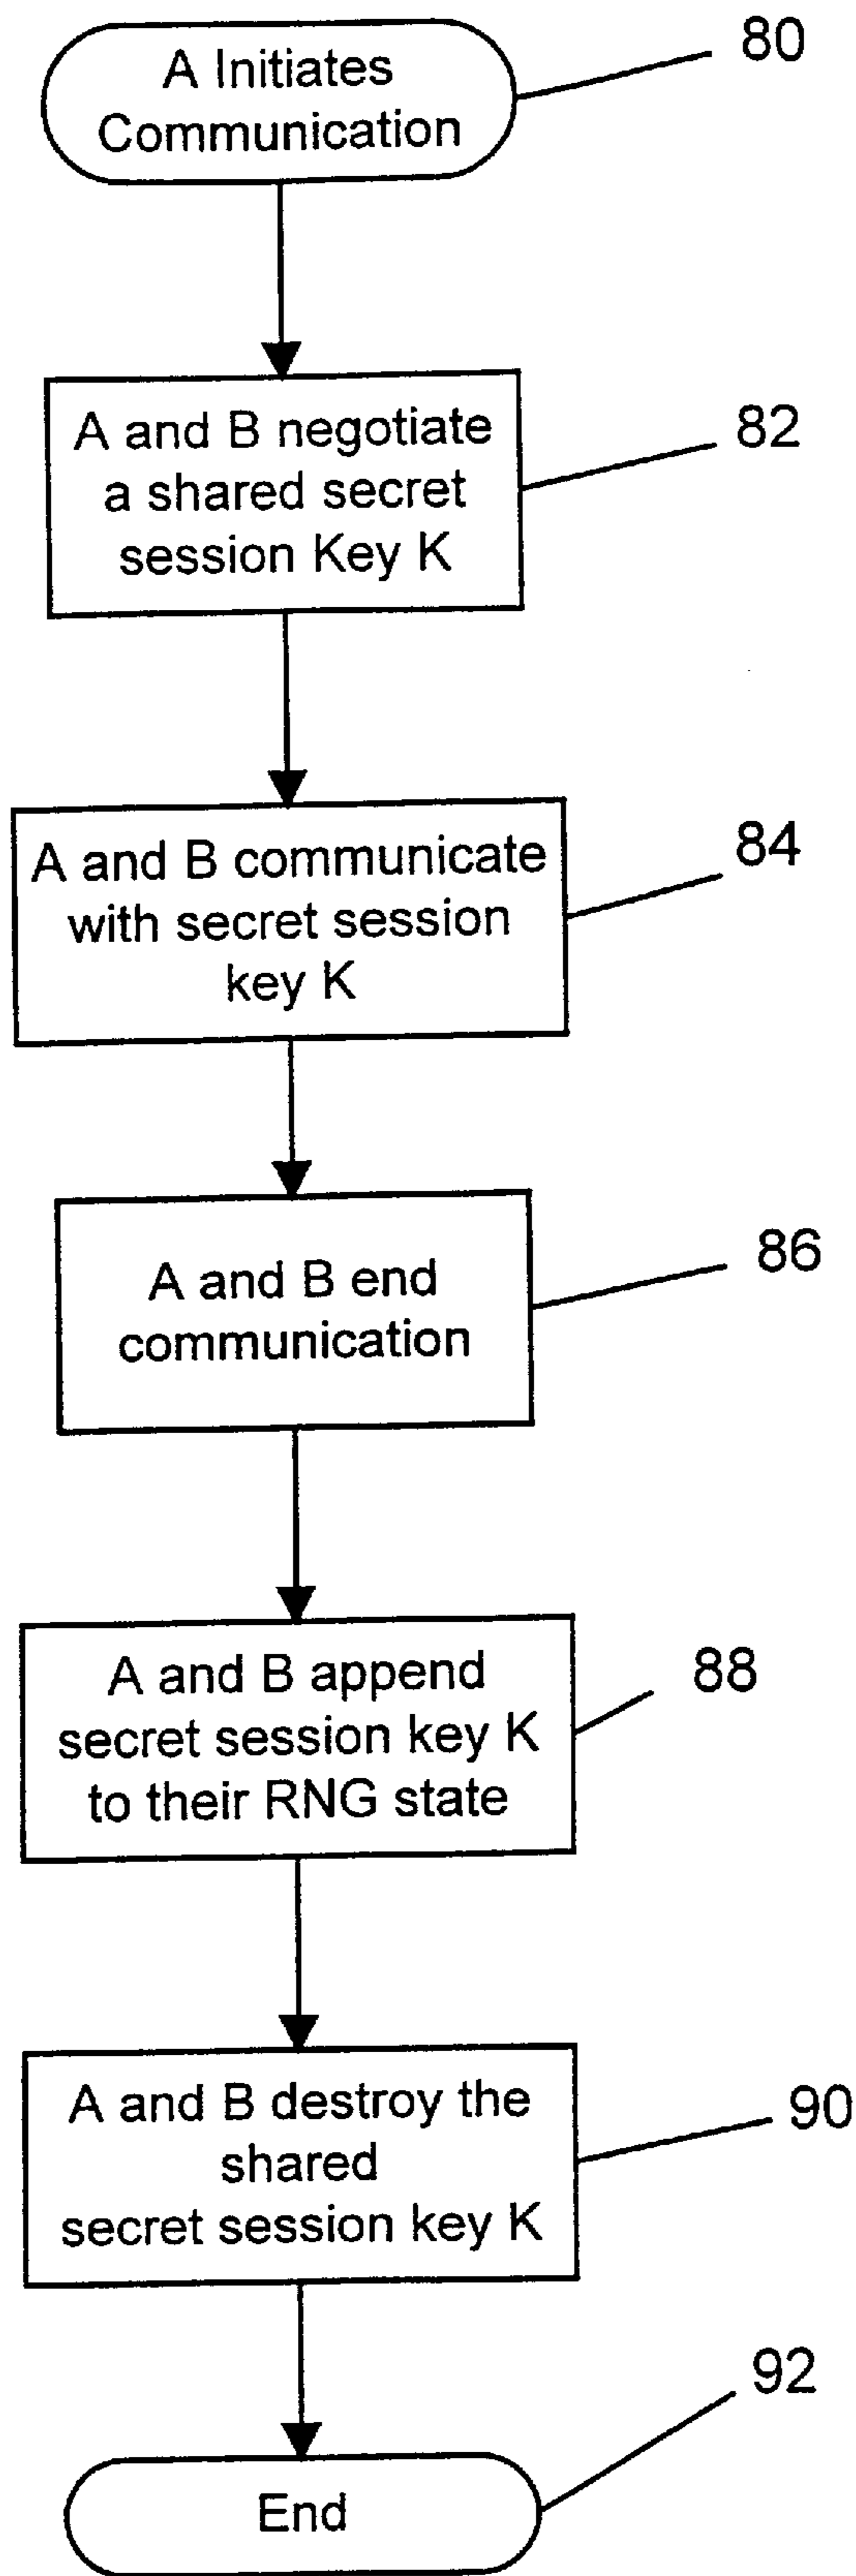 A Initiates
Communication
80
A and B negotiate
a shared secret
session Key K
82
A and B communicate
with secret session
key K
84
A and B end
communication
86
A and B append
secret session key K
to their RNG state
88
A and B destroy the
shared
secret session key K
90
End
92